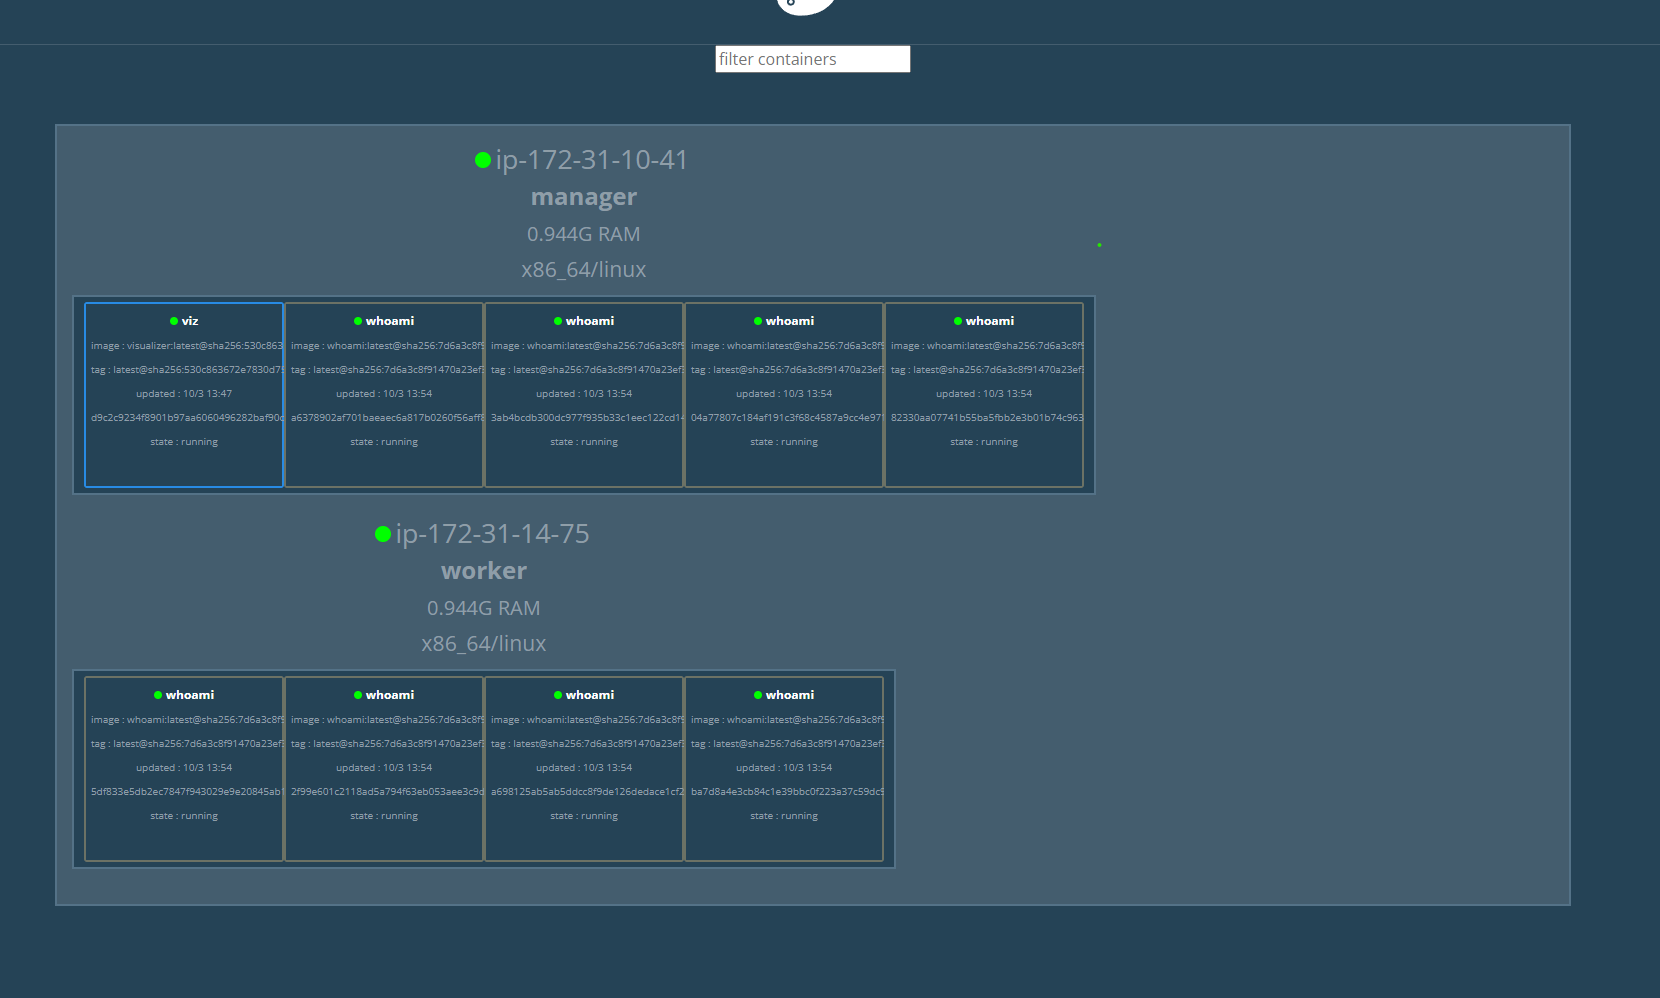 filter containers
ip-172-31-10-41
manager
0.944G RAM
x86_64/linux
viz whoami whoami whoami whoami
image : visualizer:latest@sha256:530c863 image : whoami:latest@sha256:7d6a3c8f9 image : whoami:latest@sha256:7d6a3c8f9 image : whoami:latest@sha256:7d6a3c8f9 image : whoami:latest@sha256:7d6a3c8f9
tag : latest@sha256:530c863672e7830d75 tag : latest@sha256:7d6a3c8f91470a23ef tag : latest@sha256:7d6a3c8f91470a23ef tag : latest@sha256:7d6a3c8f91470a23ef tag : latest@sha256:7d6a3c8f91470a23ef
updated : 10/3 13:47 updated : 10/3 13:54 updated : 10/3 13:54 updated : 10/3 13:54 updated : 10/3 13:54
d9c2c9234f8901b97aa6060496282baf90c a6378902af701baeaec6a817b0260f56aff8 3ab4bcdb300dc977f935b33c1eec122cd14 04a77807c184af191c3f68c4587a9cc4e971 82330aa07741b55ba5fbb2e3b01b74c963
state : running state : running state : running state : running state : running
ip-172-31-14-75
worker
0.944G RAM
x86_64/linux
whoami whoami whoami whoami
image : whoami:latest@sha256:7d6a3c8f9 image : whoami:latest@sha256:7d6a3c8f9 image : whoami:latest@sha256:7d6a3c8f9 image : whoami:latest@sha256:7d6a3c8f9
tag : latest@sha256:7d6a3c8f91470a23ef tag : latest@sha256:7d6a3c8f91470a23ef tag : latest@sha256:7d6a3c8f91470a23ef tag : latest@sha256:7d6a3c8f91470a23ef
updated : 10/3 13:54 updated : 10/3 13:54 updated : 10/3 13:54 updated : 10/3 13:54
5df833e5db2ec7847f943029e9e20845ab1 2f99e601c2118ad5a794f63eb053aee3c9d a698125ab5ab5ddcc8f9de126dedace1cf2 ba7d8a4e3cb84c1e39bbc0f223a37c59dc9
state : running state : running state : running state : running